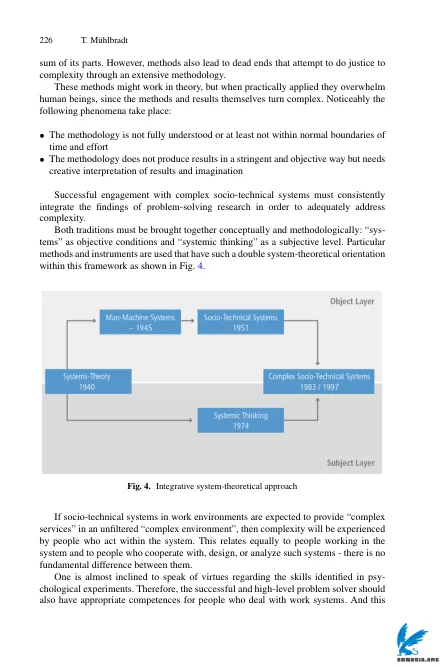 226 T. Mühlbradt
sum of its parts. However, methods also lead to dead ends that attempt to do justice to
complexity through an extensive methodology.
These methods might work in theory, but when practically applied they overwhelm
human beings, since the methods and results themselves turn complex. Noticeably the
following phenomena take place:
• The methodology is not fully understood or at least not within normal boundaries of
time and effort
• The methodology does not produce results in a stringent and objective way but needs
creative interpretation of results and imagination
Successful engagement with complex socio-technical systems must consistently
integrate the findings of problem-solving research in order to adequately address
complexity.
Both traditions must be brought together conceptually and methodologically: “sys-
tems” as objective conditions and “systemic thinking” as a subjective level. Particular
methods and instruments are used that have such a double system-theoretical orientation
within this framework as shown in Fig. 4.
Object Layer
Man-Machine Systems
~ 1945
Socio-Technical Systems
1951
Systems-Theory
1940
Complex Socio-Technical Systems
1983 / 1997
Systemic Thinking
1974
Subject Layer
Fig. 4. Integrative system-theoretical approach
If socio-technical systems in work environments are expected to provide “complex
services” in an unfiltered “complex environment”, then complexity will be experienced
by people who act within the system. This relates equally to people working in the
system and to people who cooperate with, design, or analyze such systems - there is no
fundamental difference between them.
One is almost inclined to speak of virtues regarding the skills identified in psy-
chological experiments. Therefore, the successful and high-level problem solver should
also have appropriate competences for people who deal with work systems. And this